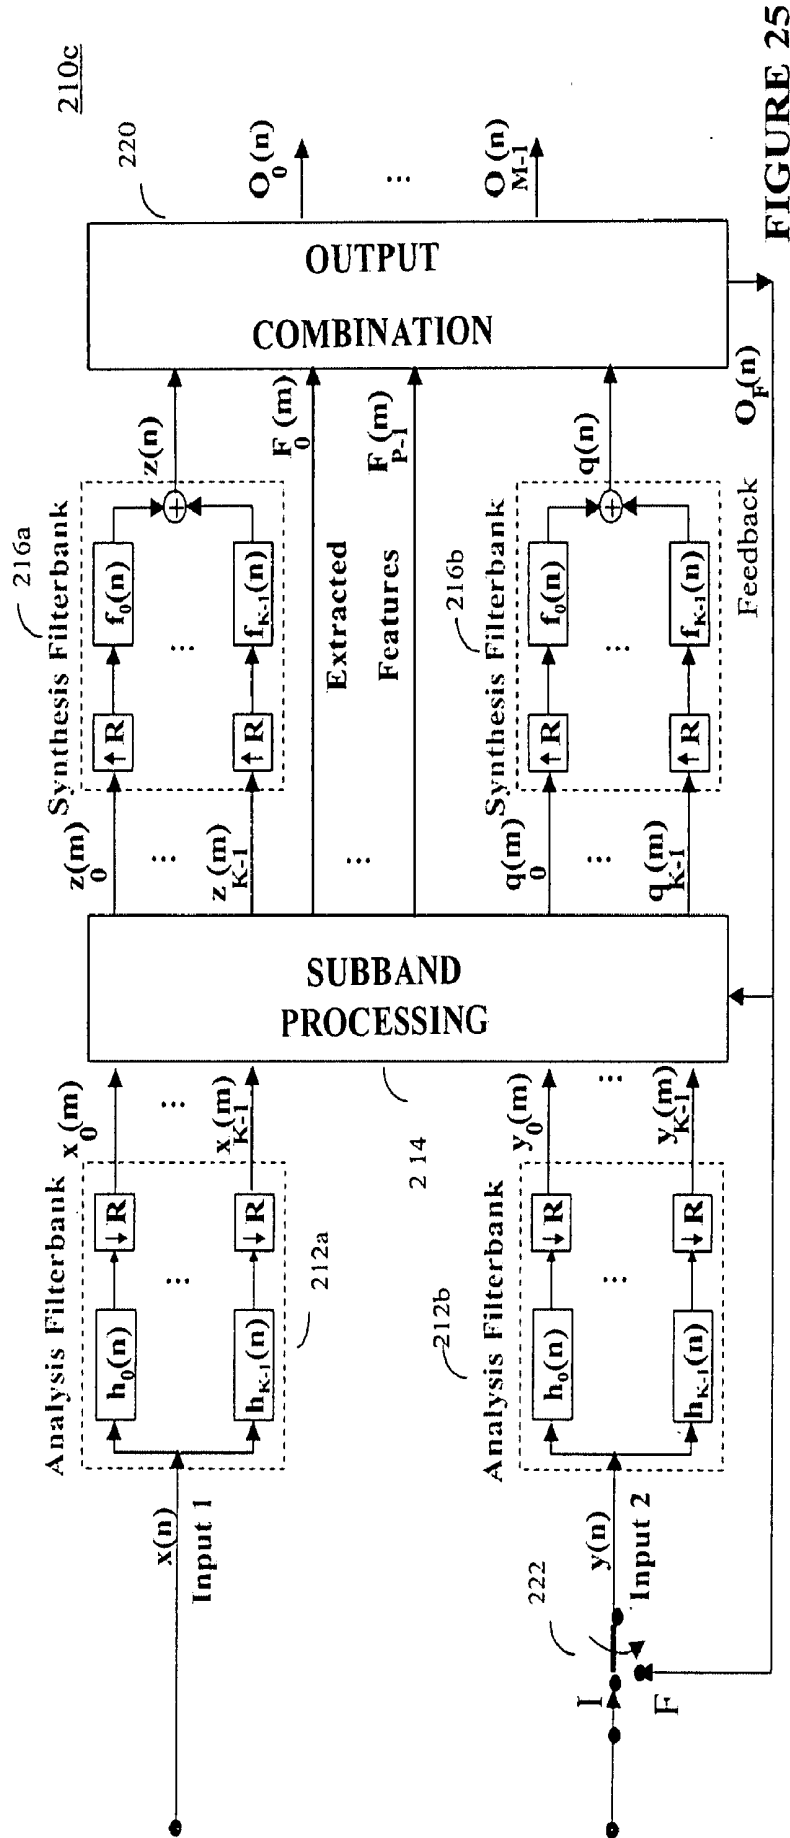 210c
Analysis Filterbank
x(n)
Input 1
h0(n)
↓R
...
...
hK-1(n)
↓R
212a
x0(m)
...
xK-1(m)
SUBBAND
PROCESSING
214
z0(m)
...
zK-1(m)
Synthesis Filterbank
216a
↑R
f0(n)
...
↑R
fK-1(n)
+
z(n)
F0(m)
Extracted
...
Features
FP-1(m)
OUTPUT
COMBINATION
220
O0(n)
...
OM-1(n)
Analysis Filterbank
212b
222
I
F
y(n)
Input 2
h0(n)
↓R
...
hK-1(n)
↓R
y0(m)
...
yK-1(m)
q0(m)
...
qK-1(m)
Synthesis Filterbank
216b
↑R
f0(n)
...
↑R
fK-1(n)
+
q(n)
Feedback
OF(n)
FIGURE 25